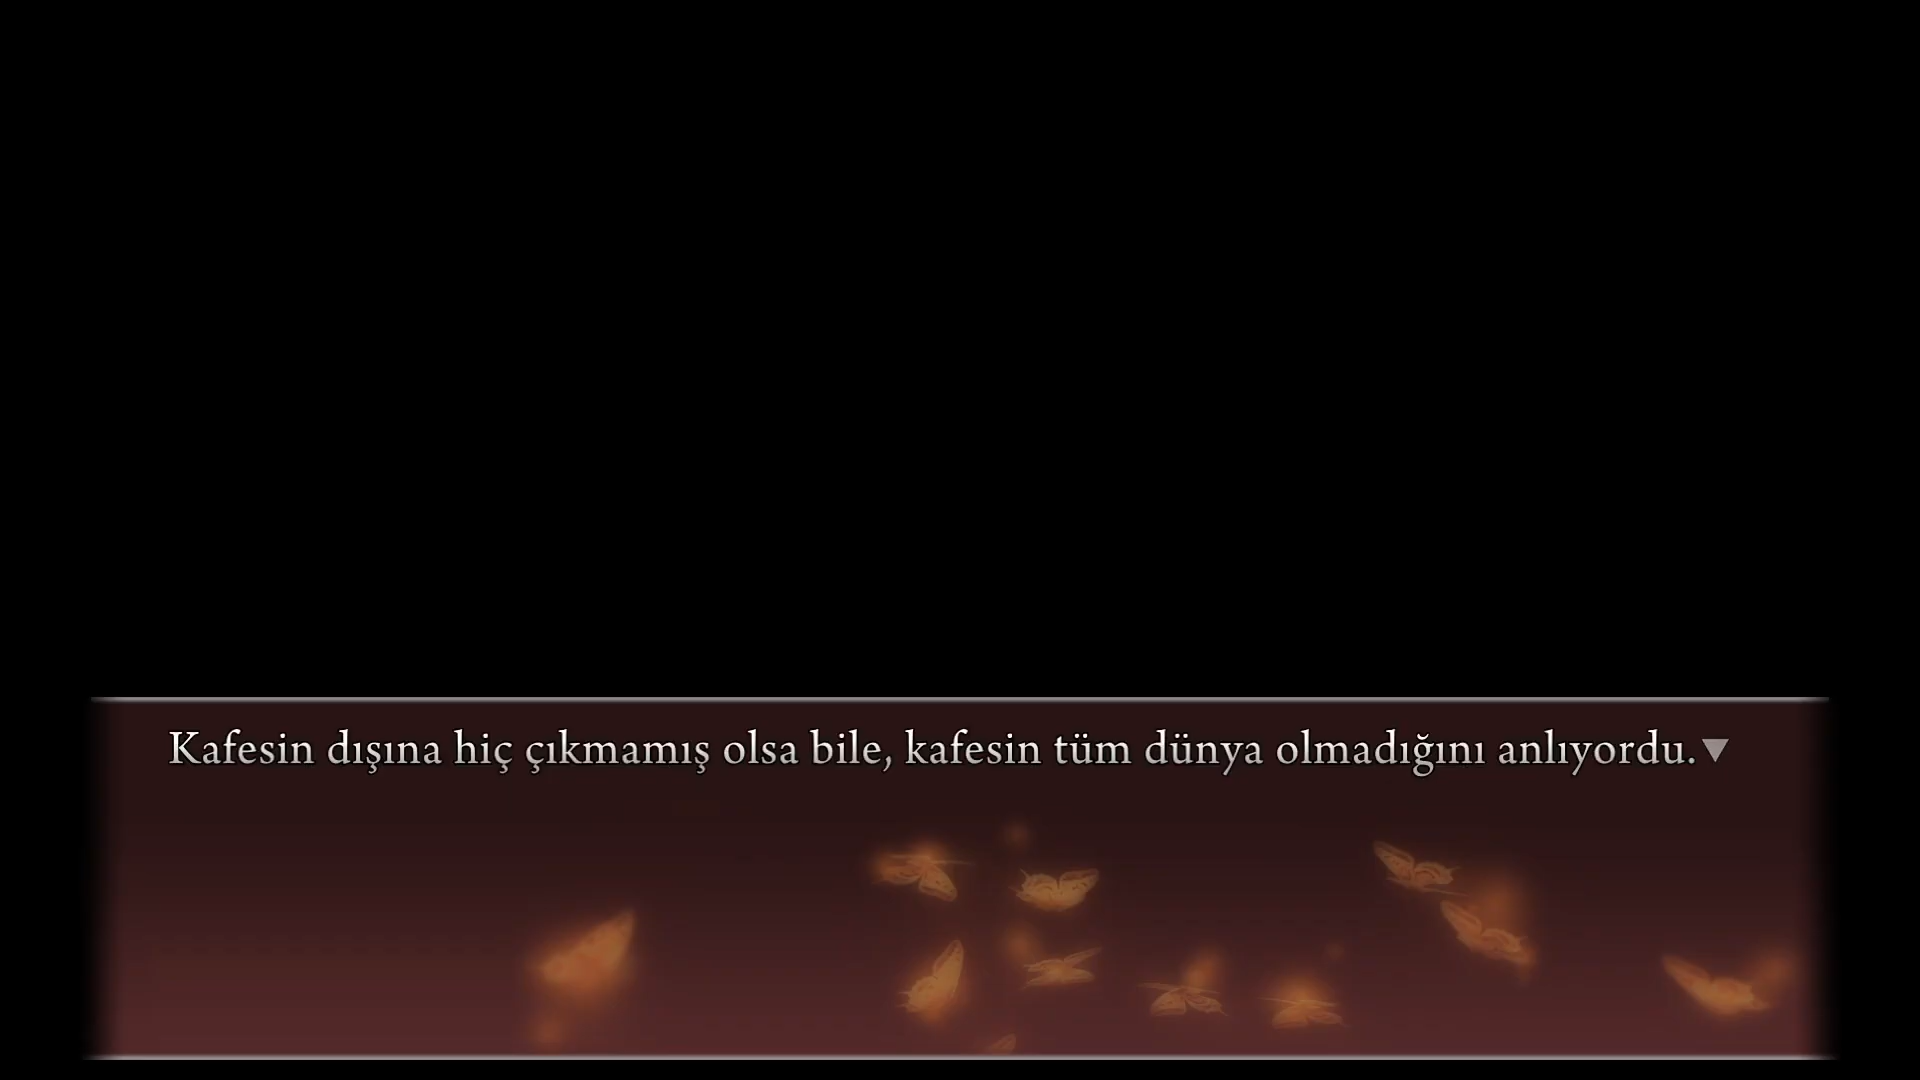 Kafesin dışına hiç çıkmamış olsa bile, kafesin tüm dünya olmadığını anlıyordu.